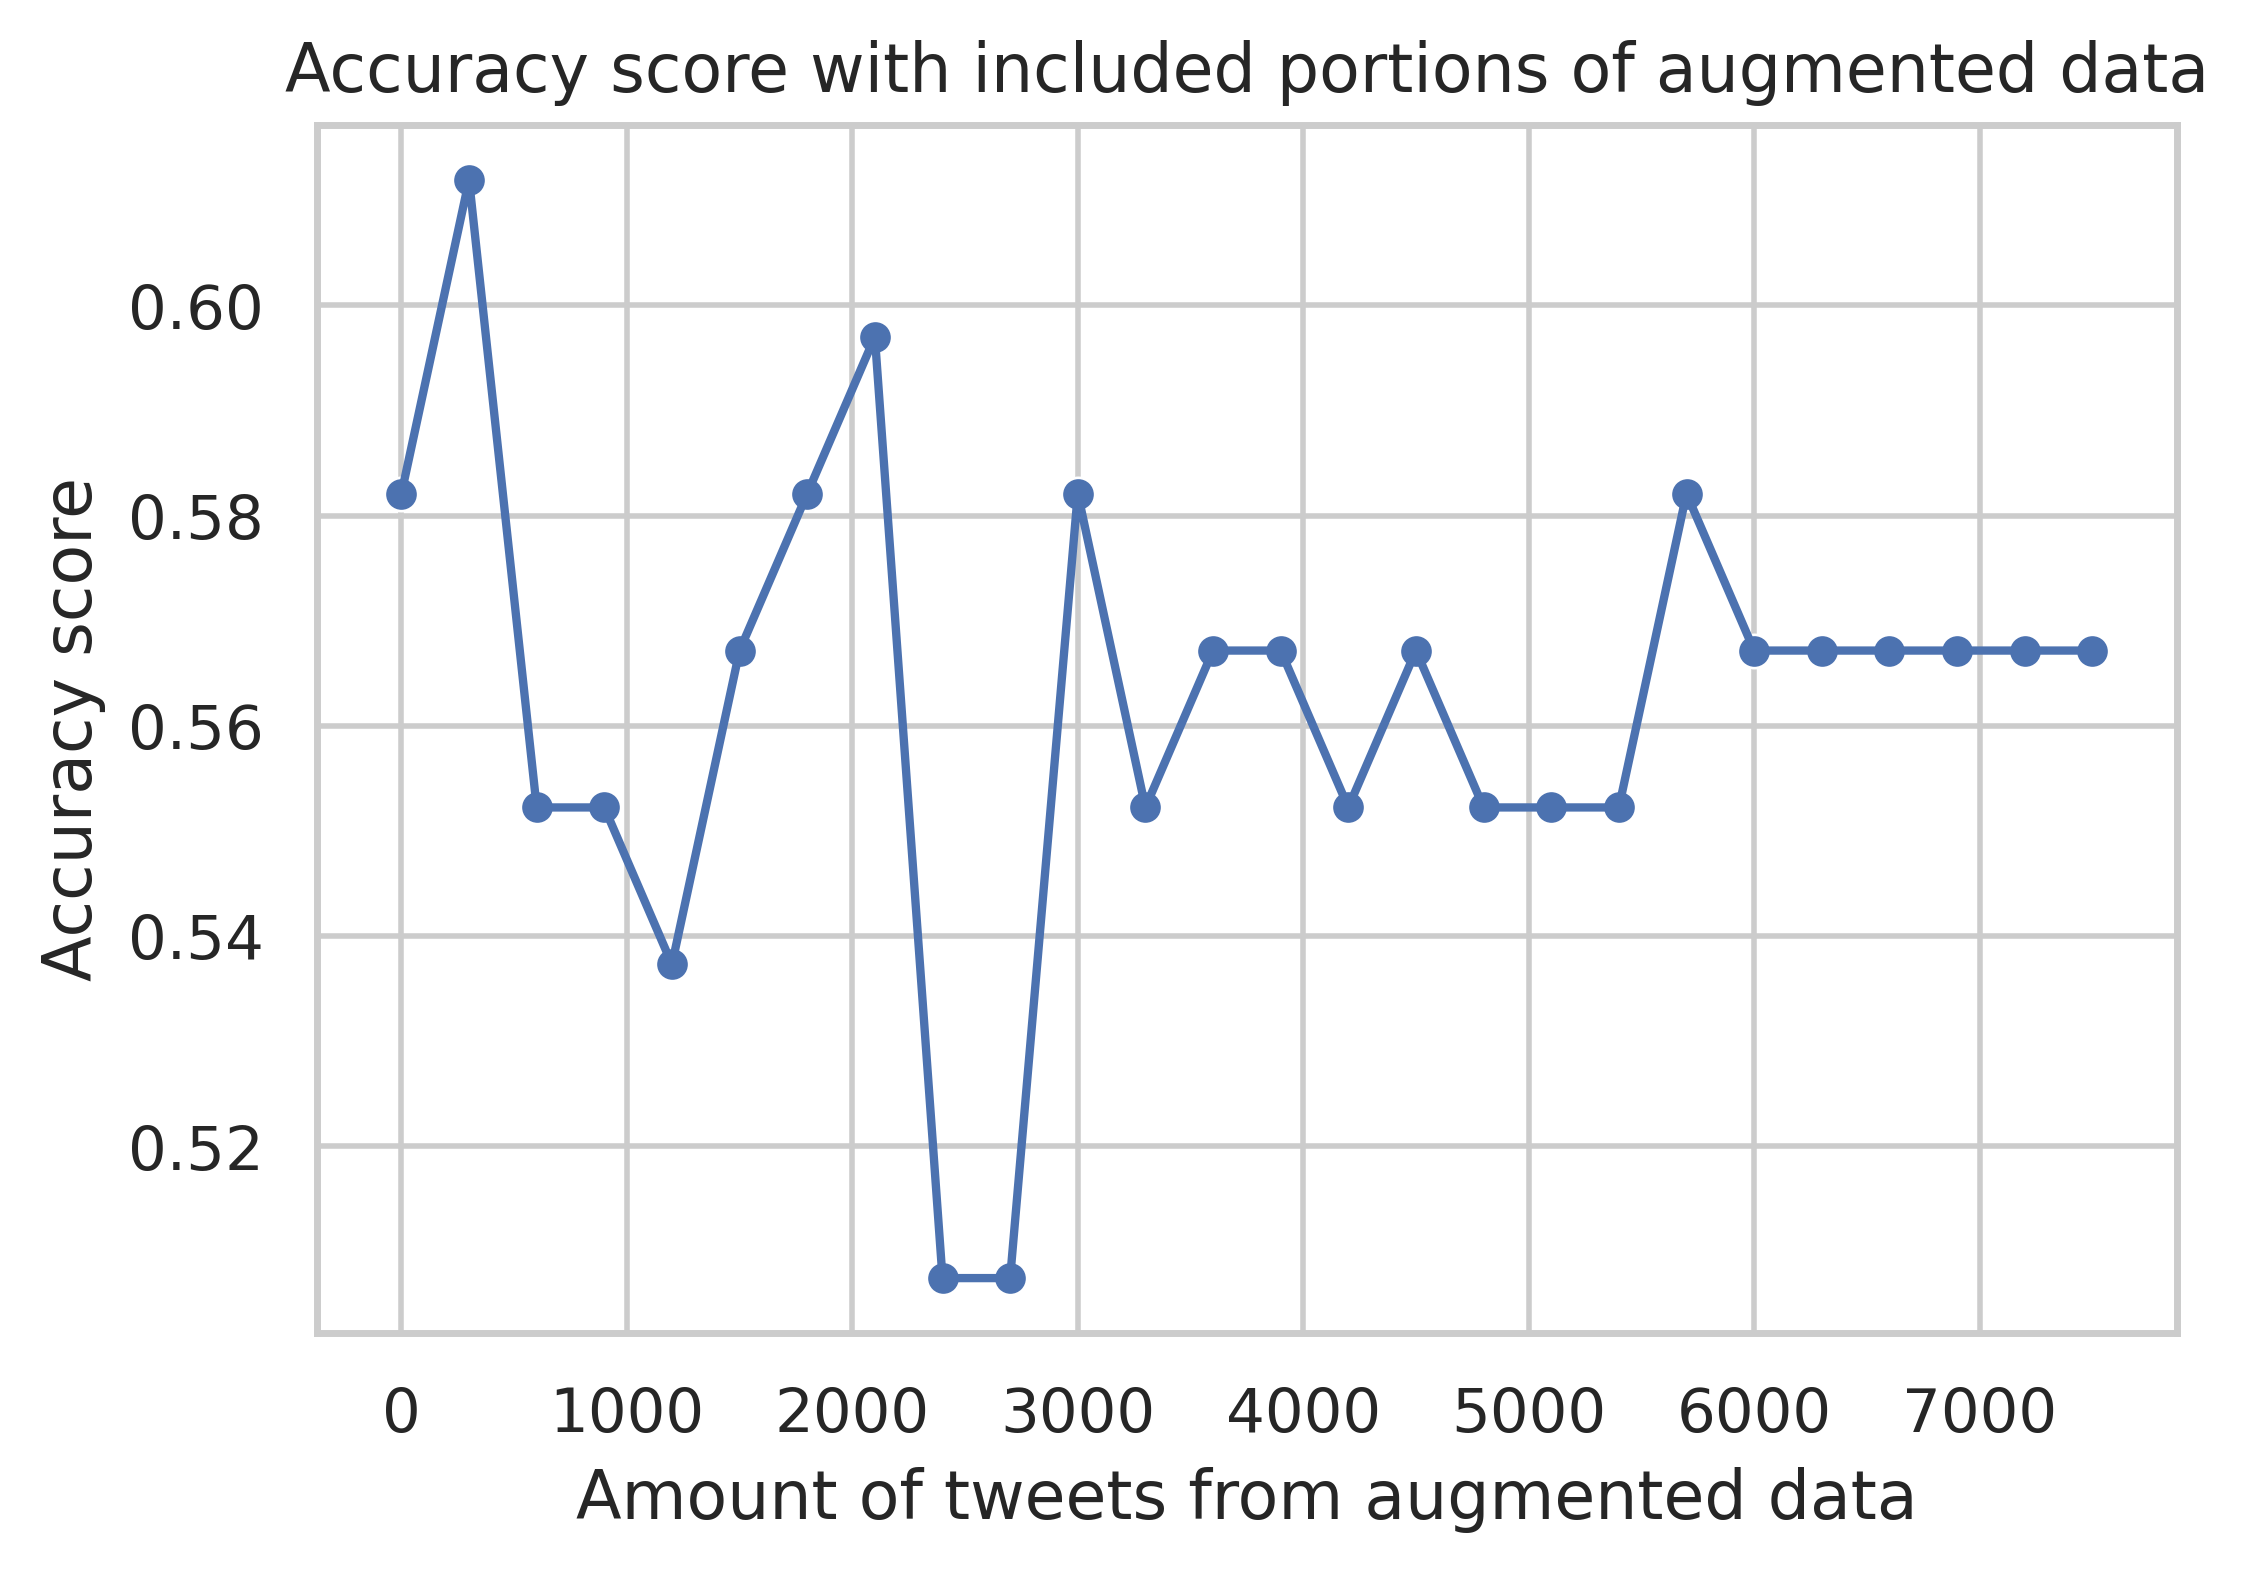 Accuracy score with included portions of augmented data
Accuracy score
0.60
0.58
0.56
0.54
0.52
0 1000 2000 3000 4000 5000 6000 7000
Amount of tweets from augmented data